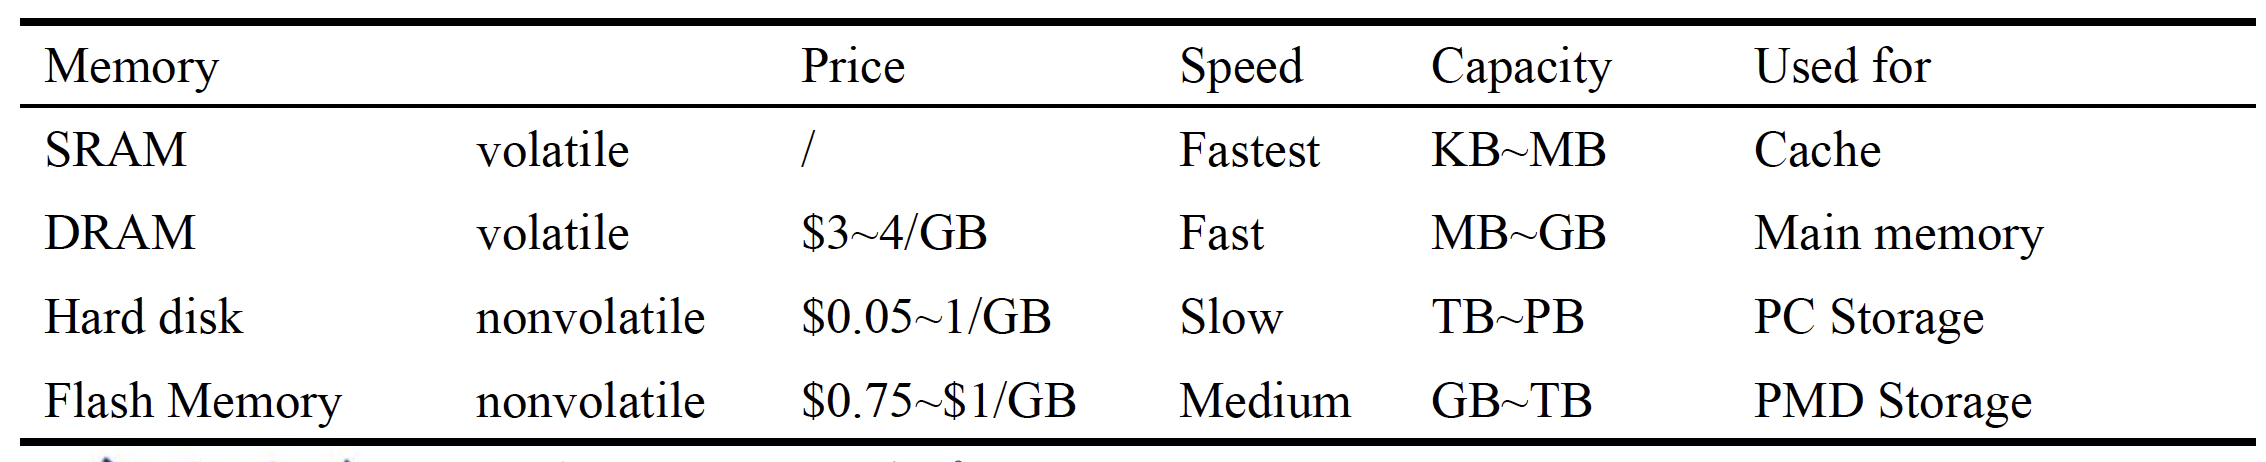 Memory Price Speed Capacity Used for
SRAM volatile / Fastest KB~MB Cache
DRAM volatile $3~4/GB Fast MB~GB Main memory
Hard disk nonvolatile $0.05~1/GB Slow TB~PB PC Storage
Flash Memory nonvolatile $0.75~$1/GB Medium GB~TB PMD Storage